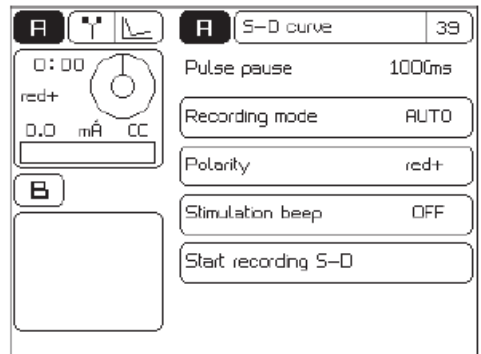 A
0:00
red+
0.0 mÁ CC
B
A S-D curve 39
Pulse pause 1000ms
Recording mode AUTO
Polarity red+
Stimulation beep OFF
Start recording S-D